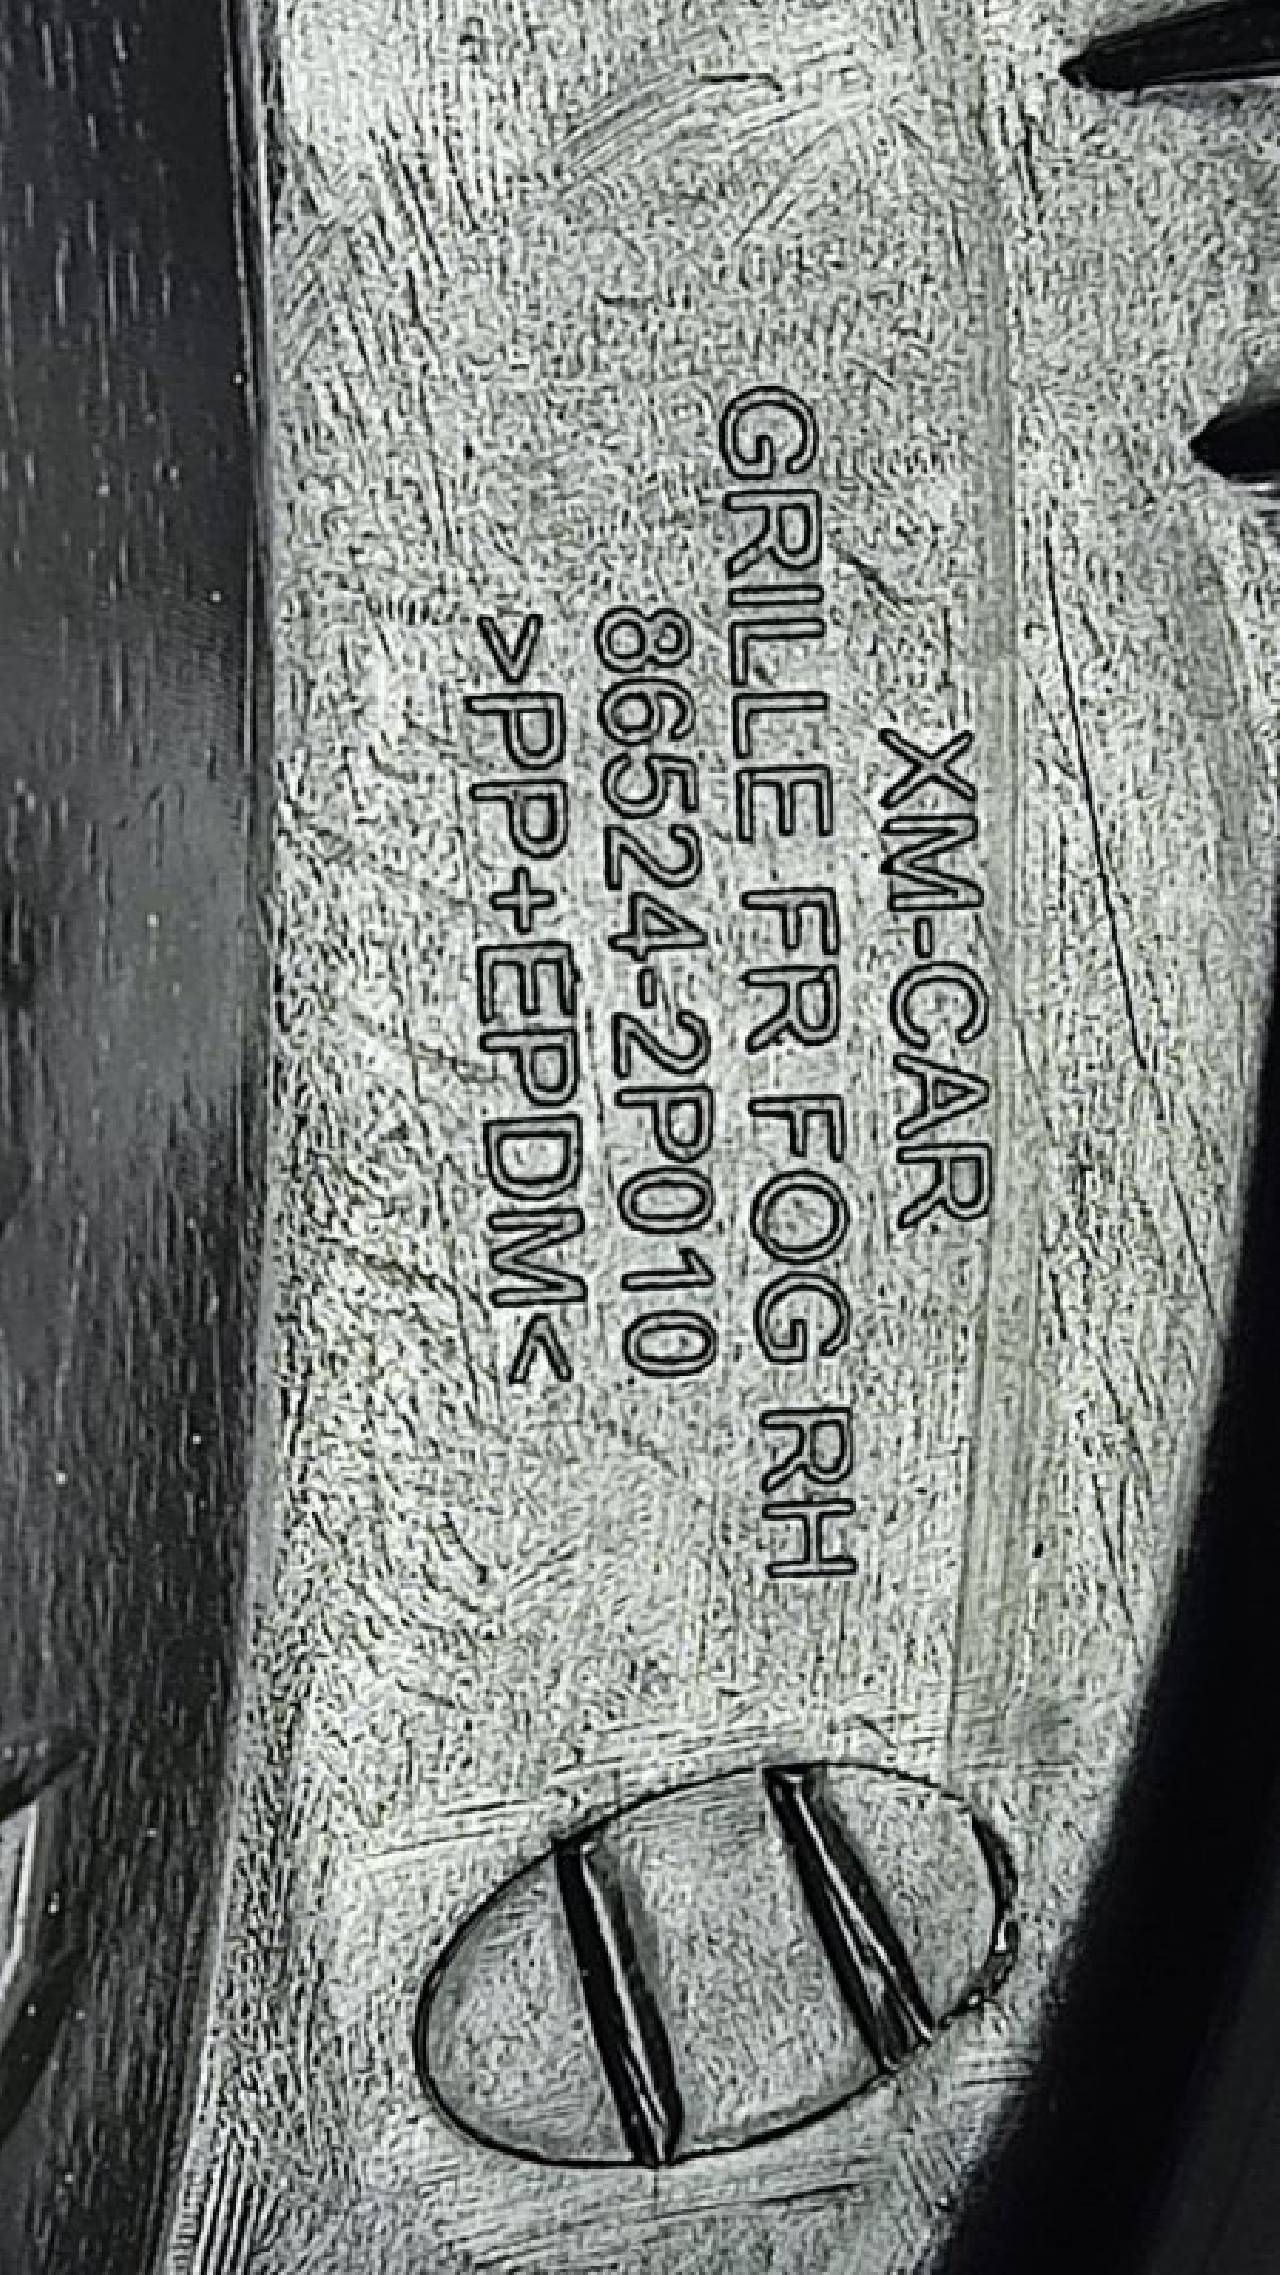 XM-CAR
GRILLE FR FOG RH
86524-2P010
>PP+EPDM<